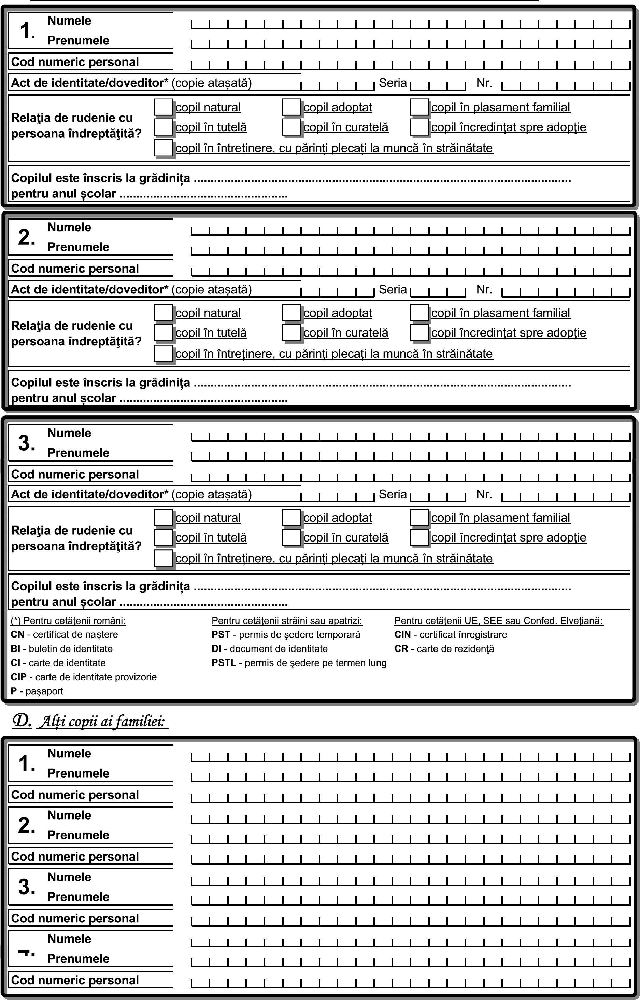 1. Numele
Prenumele
Cod numeric personal
Act de identitate/doveditor* (copie atașată) Seria Nr.
copil natural copil adoptat copil în plasament familial
Relaţia de rudenie cu
copil în tutelă copil în curatelă copil încredinţat spre adopţie
persoana îndreptăţită?
copil în întreținere, cu părinți plecați la muncă în străinătate
Copilul este înscris la grădinița ................................................................................................................
pentru anul școlar ..................................................
2. Numele
Prenumele
Cod numeric personal
Act de identitate/doveditor* (copie atașată) Seria Nr.
copil natural copil adoptat copil în plasament familial
Relaţia de rudenie cu
copil în tutelă copil în curatelă copil încredinţat spre adopţie
persoana îndreptăţită?
copil în întreținere, cu părinți plecați la muncă în străinătate
Copilul este înscris la grădinița ................................................................................................................
pentru anul școlar ..................................................
3. Numele
Prenumele
Cod numeric personal
Act de identitate/doveditor* (copie atașată) Seria Nr.
copil natural copil adoptat copil în plasament familial
Relaţia de rudenie cu
copil în tutelă copil în curatelă copil încredinţat spre adopţie
persoana îndreptăţită?
copil în întreținere, cu părinți plecați la muncă în străinătate
Copilul este înscris la grădinița ................................................................................................................
pentru anul școlar ..................................................
(*) Pentru cetăţenii români: Pentru cetăţenii străini sau apatrizi: Pentru cetăţenii UE, SEE sau Confed. Elveţiană:
CN - certificat de naștere PST - permis de şedere temporară CIN - certificat înregistrare
BI - buletin de identitate DI - document de identitate CR - carte de rezidenţă
CI - carte de identitate PSTL - permis de şedere pe termen lung
CIP - carte de identitate provizorie
P - paşaport
D. Alți copii ai familiei:
1. Numele
Prenumele
Cod numeric personal
2. Numele
Prenumele
Cod numeric personal
3. Numele
Prenumele
Cod numeric personal
Numele
Prenumele
Cod numeric personal